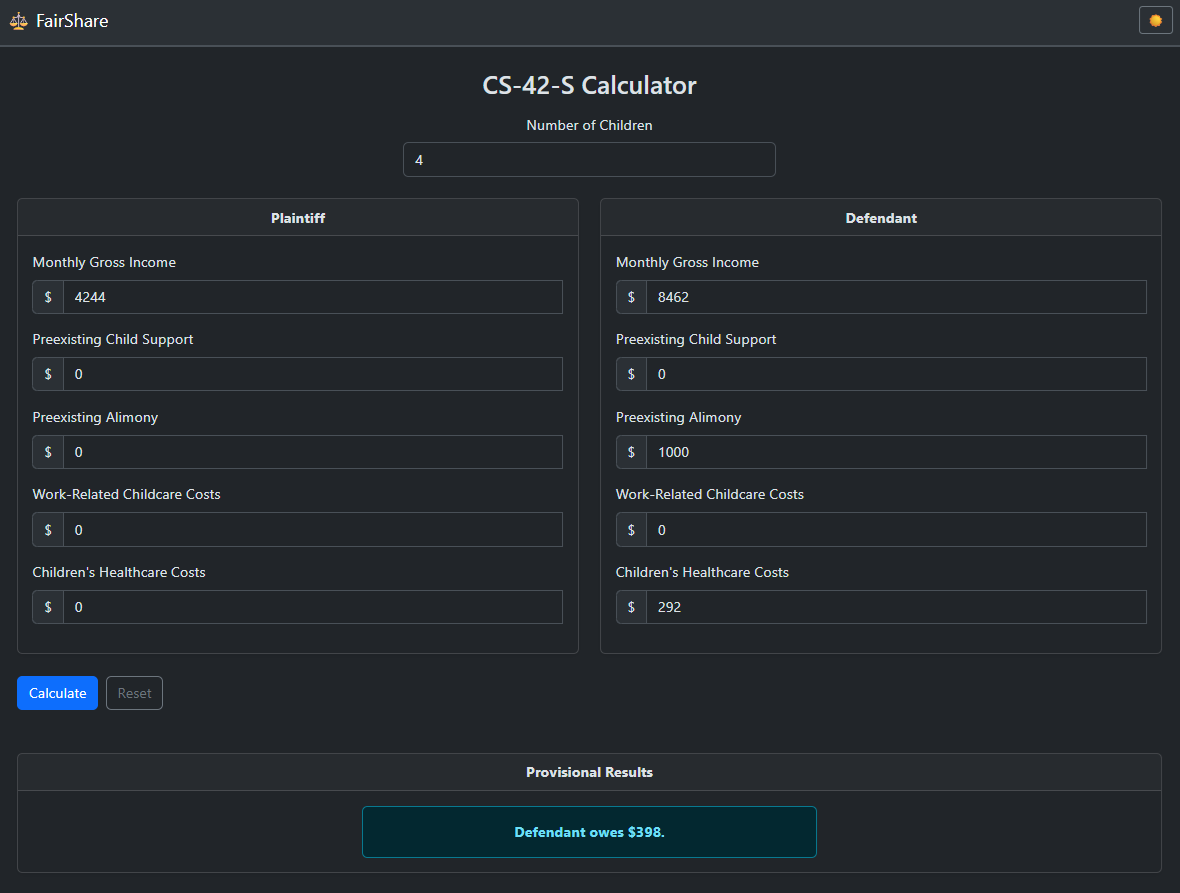 FairShare
CS-42-S Calculator
Number of Children
4
Plaintiff
Monthly Gross Income
$ 4244
Preexisting Child Support
$ 0
Preexisting Alimony
$ 0
Work-Related Childcare Costs
$ 0
Children's Healthcare Costs
$ 0
Defendant
Monthly Gross Income
$ 8462
Preexisting Child Support
$ 0
Preexisting Alimony
$ 1000
Work-Related Childcare Costs
$ 0
Children's Healthcare Costs
$ 292
Calculate Reset
Provisional Results
Defendant owes $398.